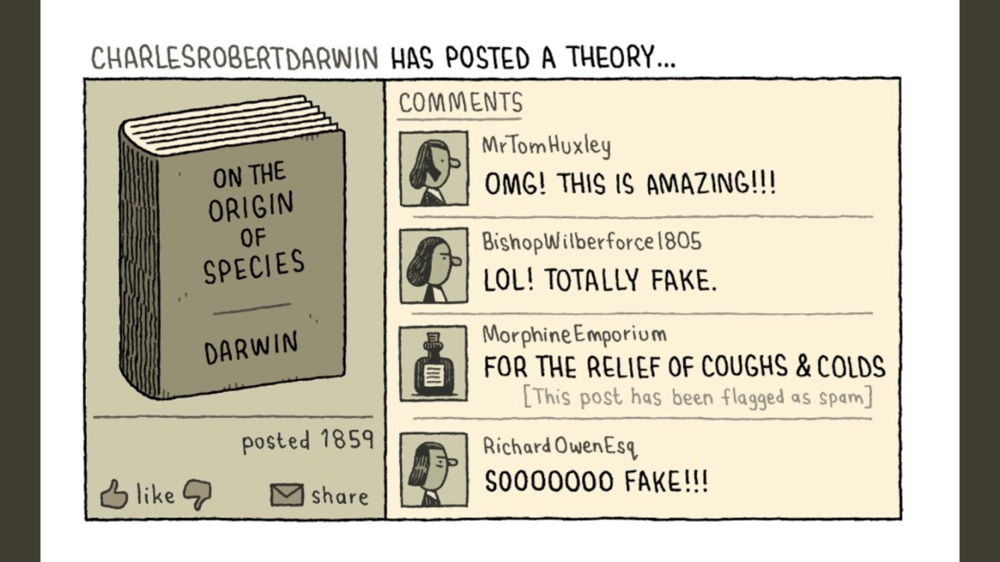 CHARLESROBERTDARWIN HAS POSTED A THEORY...
ON THE
ORIGIN
OF
SPECIES
DARWIN
posted 1859
like
share
COMMENTS
MrTomHuxley
OMG! THIS IS AMAZING!!!
BishopWilberforce1805
LOL! TOTALLY FAKE.
MorphineEmporium
FOR THE RELIEF OF COUGHS & COLDS
[This post has been flagged as spam]
RichardOwenEsq
SOOOOOOO FAKE!!!